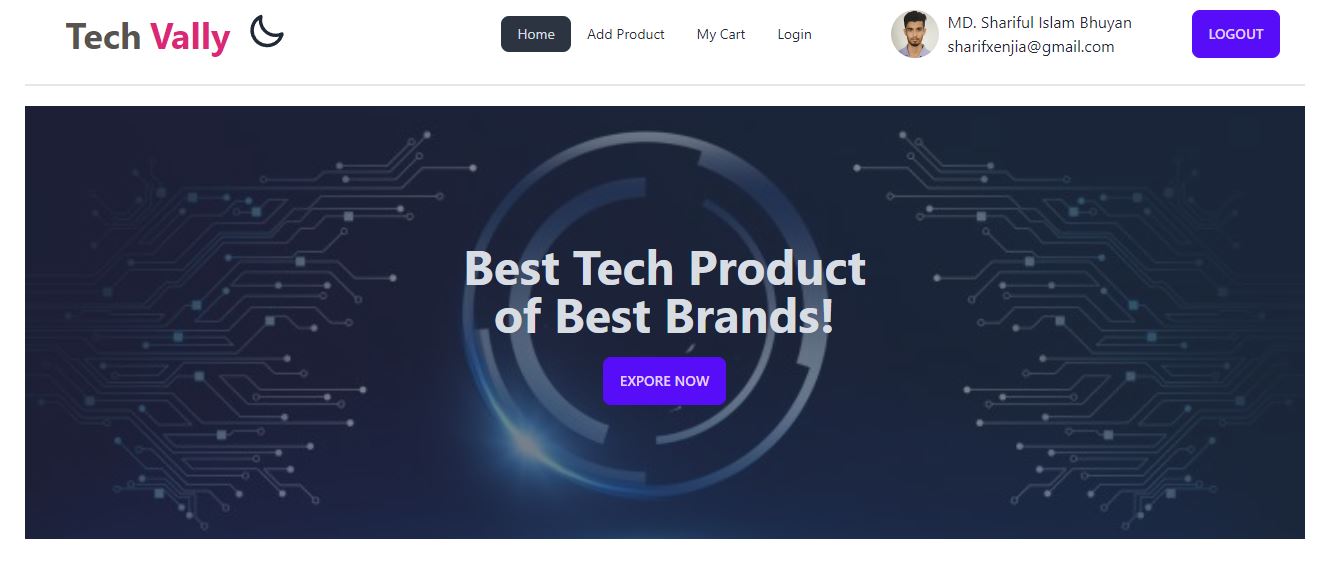 Tech Vally
Home Add Product My Cart Login
MD. Shariful Islam Bhuyan
sharifxenjia@gmail.com
LOGOUT
Best Tech Product
of Best Brands!
EXPORE NOW